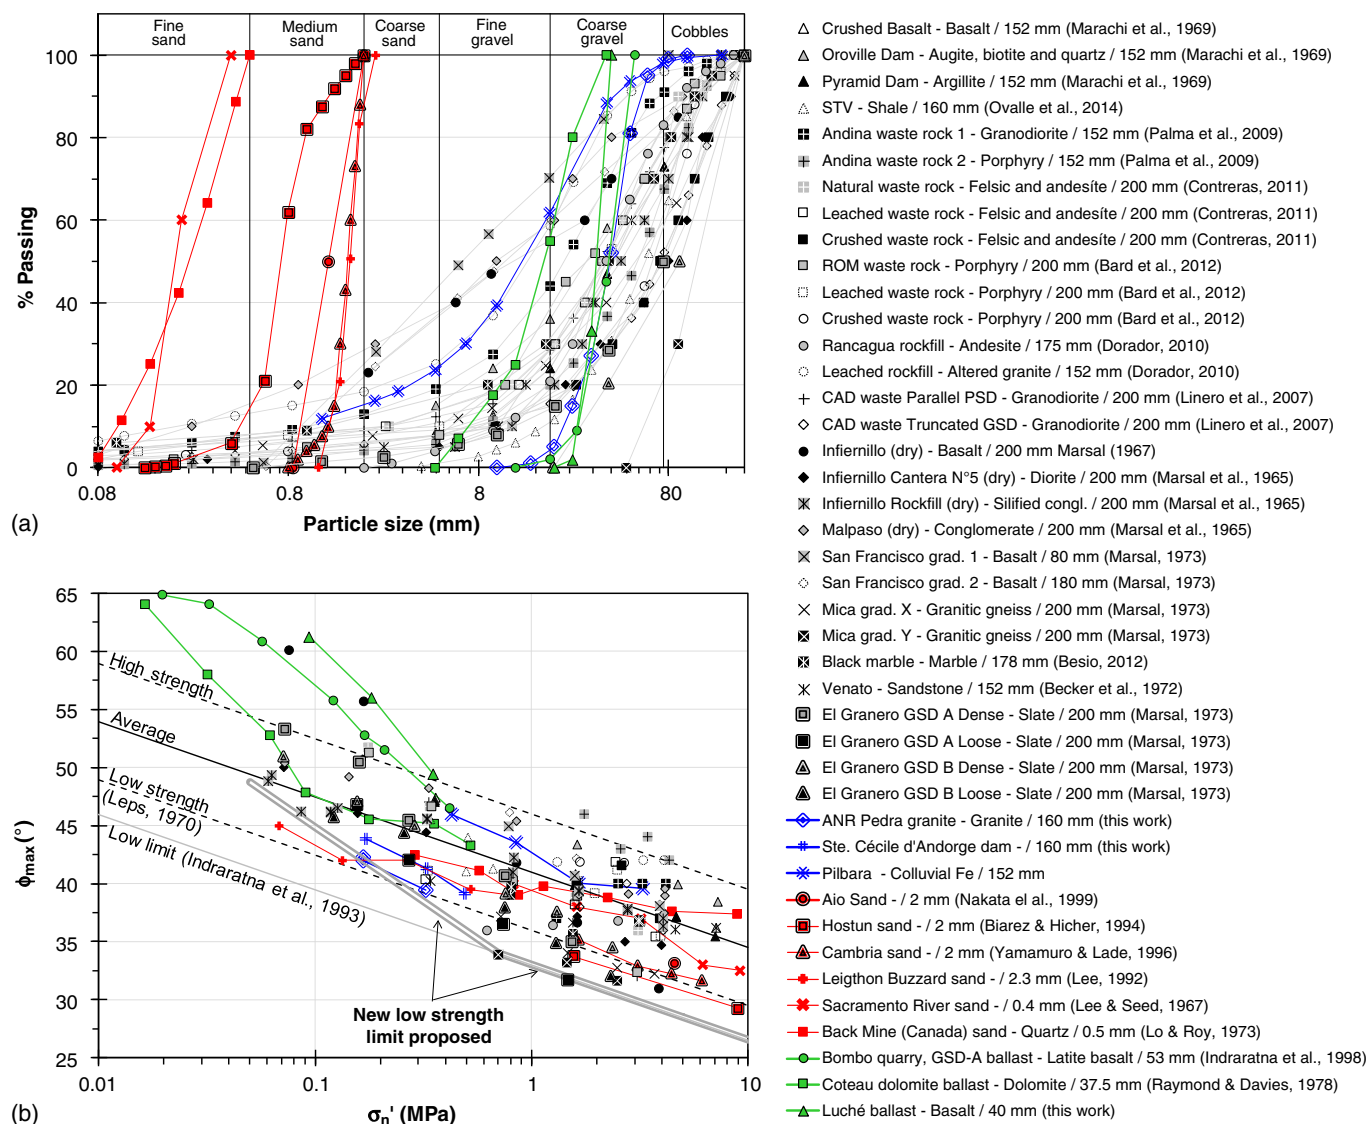 Fine sand
Medium sand
Coarse sand
Fine gravel
Coarse gravel
Cobbles
100
80
60
40
20
0
% Passing
0.08
0.8
8
80
Particle size (mm)
(a)
65
60
55
50
45
40
35
30
25
ϕmax (°)
High strength
Average
Low strength
(Leps, 1970)
Low limit (Indraratna et al., 1993)
New low strength
limit proposed
0.01
0.1
1
10
σn' (MPa)
(b)
Crushed Basalt - Basalt / 152 mm (Marachi et al., 1969)
Oroville Dam - Augite, biotite and quartz / 152 mm (Marachi et al., 1969)
Pyramid Dam - Argillite / 152 mm (Marachi et al., 1969)
STV - Shale / 160 mm (Ovalle et al., 2014)
Andina waste rock 1 - Granodiorite / 152 mm (Palma et al., 2009)
Andina waste rock 2 - Porphyry / 152 mm (Palma et al., 2009)
Natural waste rock - Felsic and andesíte / 200 mm (Contreras, 2011)
Leached waste rock - Felsic and andesíte / 200 mm (Contreras, 2011)
Crushed waste rock - Felsic and andesíte / 200 mm (Contreras, 2011)
ROM waste rock - Porphyry / 200 mm (Bard et al., 2012)
Leached waste rock - Porphyry / 200 mm (Bard et al., 2012)
Crushed waste rock - Porphyry / 200 mm (Bard et al., 2012)
Rancagua rockfill - Andesite / 175 mm (Dorador, 2010)
Leached rockfill - Altered granite / 152 mm (Dorador, 2010)
CAD waste Parallel PSD - Granodiorite / 200 mm (Linero et al., 2007)
CAD waste Truncated GSD - Granodiorite / 200 mm (Linero et al., 2007)
Infiernillo (dry) - Basalt / 200 mm Marsal (1967)
Infiernillo Cantera N°5 (dry) - Diorite / 200 mm (Marsal et al., 1965)
Infiernillo Rockfill (dry) - Silified congl. / 200 mm (Marsal et al., 1965)
Malpaso (dry) - Conglomerate / 200 mm (Marsal et al., 1965)
San Francisco grad. 1 - Basalt / 80 mm (Marsal, 1973)
San Francisco grad. 2 - Basalt / 180 mm (Marsal, 1973)
Mica grad. X - Granitic gneiss / 200 mm (Marsal, 1973)
Mica grad. Y - Granitic gneiss / 200 mm (Marsal, 1973)
Black marble - Marble / 178 mm (Besio, 2012)
Venato - Sandstone / 152 mm (Becker et al., 1972)
El Granero GSD A Dense - Slate / 200 mm (Marsal, 1973)
El Granero GSD A Loose - Slate / 200 mm (Marsal, 1973)
El Granero GSD B Dense - Slate / 200 mm (Marsal, 1973)
El Granero GSD B Loose - Slate / 200 mm (Marsal, 1973)
ANR Pedra granite - Granite / 160 mm (this work)
Ste. Cécile d'Andorge dam - / 160 mm (this work)
Pilbara - Colluvial Fe / 152 mm
Aio Sand - / 2 mm (Nakata el al., 1999)
Hostun sand - / 2 mm (Biarez & Hicher, 1994)
Cambria sand - / 2 mm (Yamamuro & Lade, 1996)
Leigthon Buzzard sand - / 2.3 mm (Lee, 1992)
Sacramento River sand - / 0.4 mm (Lee & Seed, 1967)
Back Mine (Canada) sand - Quartz / 0.5 mm (Lo & Roy, 1973)
Bombo quarry, GSD-A ballast - Latite basalt / 53 mm (Indraratna et al., 1998)
Coteau dolomite ballast - Dolomite / 37.5 mm (Raymond & Davies, 1978)
Luché ballast - Basalt / 40 mm (this work)